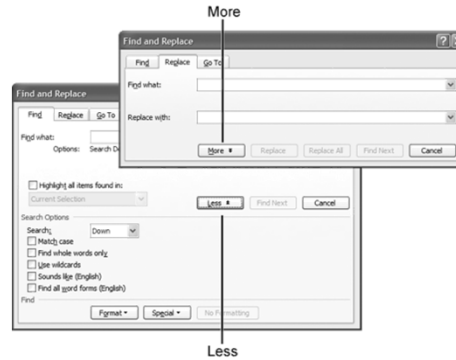 More
Find and Replace
Find Replace Go To
Find what:
Replace with:
More Replace Replace All Find Next Cancel
Find and Replace
Find Replace Go To
Find what:
Options: Search
Highlight all items found in:
Current Selection
Less Find Next Cancel
Search Options
Search: Down
Match case
Find whole words only
Use wildcards
Sounds like (English)
Find all word forms (English)
Find
Format Special No Formatting
Less